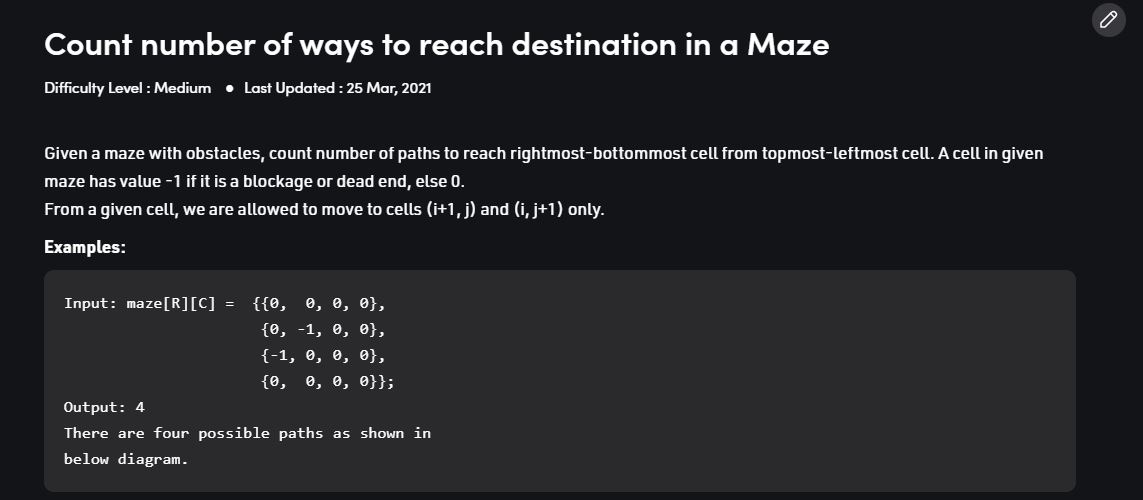 Count number of ways to reach destination in a Maze
Difficulty Level : Medium ● Last Updated : 25 Mar, 2021
Given a maze with obstacles, count number of paths to reach rightmost-bottommost cell from topmost-leftmost cell. A cell in given
maze has value -1 if it is a blockage or dead end, else 0.
From a given cell, we are allowed to move to cells (i+1, j) and (i, j+1) only.
Examples:
Input: maze[R][C] =  {{0,  0, 0, 0},
{0, -1, 0, 0},
{-1, 0, 0, 0},
{0,  0, 0, 0}};
Output: 4
There are four possible paths as shown in
below diagram.